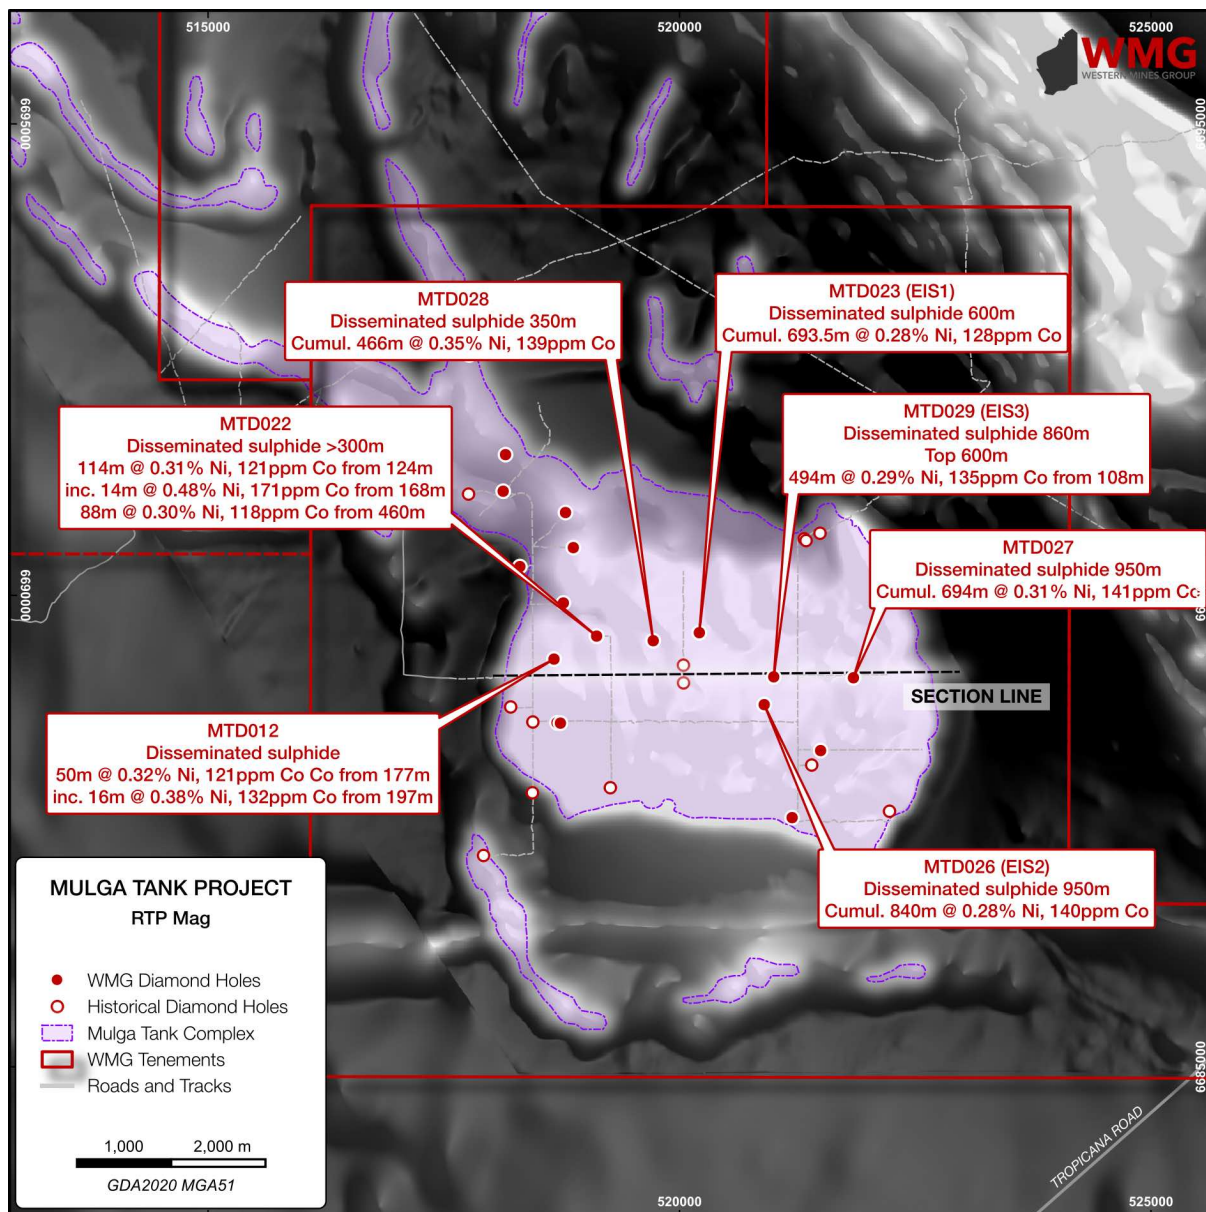 515000
520000
525000
WMG
WESTERN MINES GROUP
6695000
6695000
MTD028
Disseminated sulphide 350m
Cumul. 466m @ 0.35% Ni, 139ppm Co
MTD023 (EIS1)
Disseminated sulphide 600m
Cumul. 693.5m @ 0.28% Ni, 128ppm Co
MTD022
Disseminated sulphide >300m
114m @ 0.31% Ni, 121ppm Co from 124m
inc. 14m @ 0.48% Ni, 171ppm Co from 168m
88m @ 0.30% Ni, 118ppm Co from 460m
MTD029 (EIS3)
Disseminated sulphide 860m
Top 600m
494m @ 0.29% Ni, 135ppm Co from 108m
MTD027
Disseminated sulphide 950m
Cumul. 694m @ 0.31% Ni, 141ppm Co
6690000
SECTION LINE
MTD012
Disseminated sulphide
50m @ 0.32% Ni, 121ppm Co Co from 177m
inc. 16m @ 0.38% Ni, 132ppm Co from 197m
MTD026 (EIS2)
Disseminated sulphide 950m
Cumul. 840m @ 0.28% Ni, 140ppm Co
MULGA TANK PROJECT
RTP Mag
WMG Diamond Holes
Historical Diamond Holes
Mulga Tank Complex
WMG Tenements
Roads and Tracks
1,000
2,000 m
GDA2020 MGA51
6685000
TROPICANA ROAD
520000
525000